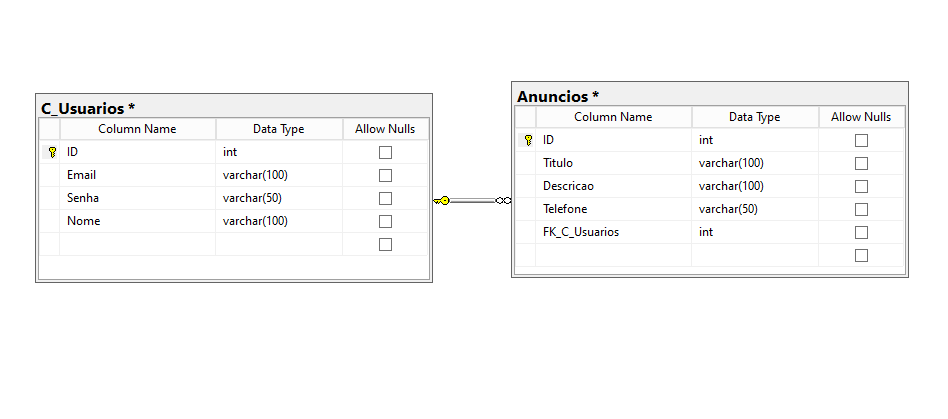 C_Usuarios *
Column Name Data Type Allow Nulls
ID int
Email varchar(100)
Senha varchar(50)
Nome varchar(100)
Anuncios *
Column Name Data Type Allow Nulls
ID int
Titulo varchar(100)
Descricao varchar(100)
Telefone varchar(50)
FK_C_Usuarios int